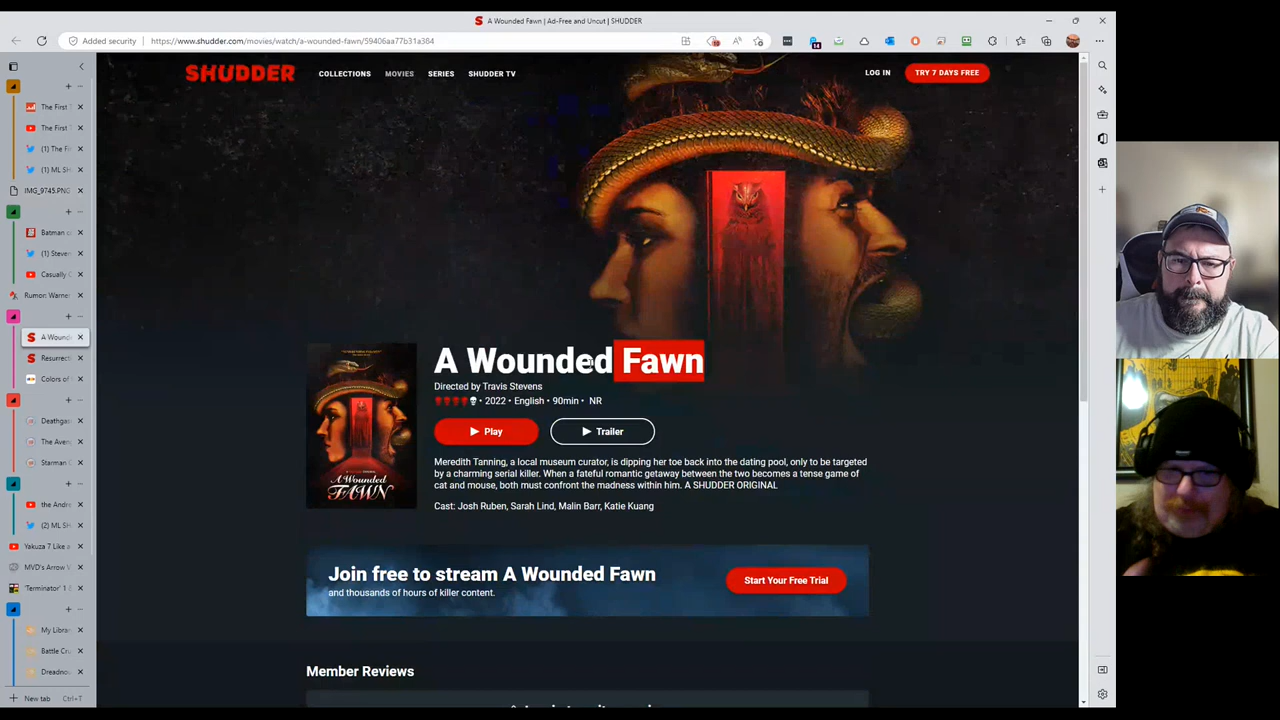 A Wounded Fawn | Ad-Free and Uncut | SHUDDER
Added security
https://www.shudder.com/movies/watch/a-wounded-fawn/59406aa77b31a384
14
SHUDDER
COLLECTIONS
MOVIES
SERIES
SHUDDER TV
LOG IN
TRY 7 DAYS FREE
The First
The First
(1) The Fi
(1) ML Sh
IMG_9745.PNG
Batman
(1) Steve
Casually
Rumor: Warne
A Wound
Resurrect
Colors of
Deathga
The Aven
Starman
the Andre
(2) ML Sh
Yakuza 7 Like a
MVD's Arrow V
'Terminator' 1
My Libra
Battle Cru
Dreadnou
New tab
Ctrl+T
A Wounded
FAWN
A Wounded Fawn
Directed by Travis Stevens
• 2022 • English • 90min • NR
Play
Trailer
Meredith Tanning, a local museum curator, is dipping her toe back into the dating pool, only to be targeted
by a charming serial killer. When a fateful romantic getaway between the two becomes a tense game of
cat and mouse, both must confront the madness within him. A SHUDDER ORIGINAL
Cast: Josh Ruben, Sarah Lind, Malin Barr, Katie Kuang
Join free to stream A Wounded Fawn
and thousands of hours of killer content.
Start Your Free Trial
Member Reviews